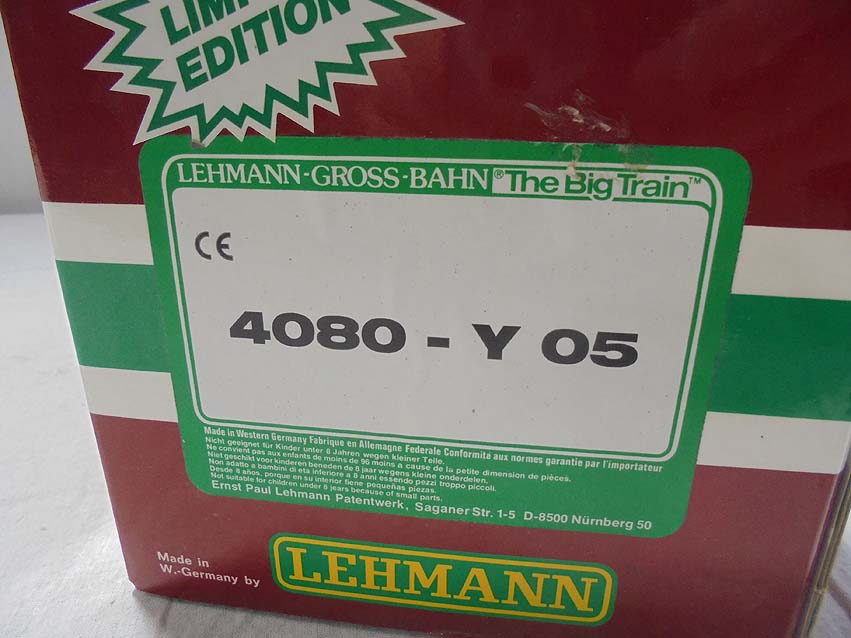 EDITION
LEHMANN-GROSS-BAHN® The Big Train™
CE
4080 - Y 05
Made in Western Germany Fabrique en Allemagne Federale Conformita aux normes garantie par l'importateur
Nicht geeignet für Kinder unter 8 Jahren wegen kleiner Teile.
Ne convient pas aux enfants de moins de 96 moins a cause de la petite dimension de pièces.
Niet geschikt voor kinderen beneden de 8 jaar wegens kleine onderdelen.
Non adatto a bambini di eta inferiore a 8 anni essendo pezzi troppo piccoli.
Desde 8 años, porque en su interior fiene pequeñas piezas.
Not suitable for children under 8 jears because of small parts.
Ernst Paul Lehmann Patentwerk, Saganer Str. 1-5 D-8500 Nürnberg 50
Made in
W.-Germany by
LEHMANN